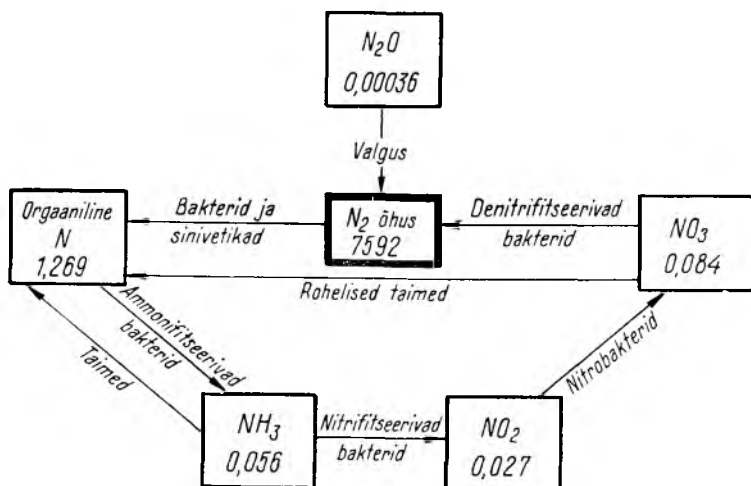 N₂O
0,00036
Valgus
Orgaaniline
N
1,269
Bakterid ja
sinivetikad
N₂ õhus
7592
Denitrifitseerivad
bakterid
NO₃
0,084
Rohelised taimed
Ammonifitseerivad
bakterid
Taimed
Nitrobakterid
NH₃
0,056
Nitrifitseerivad
bakterid
NO₂
0,027